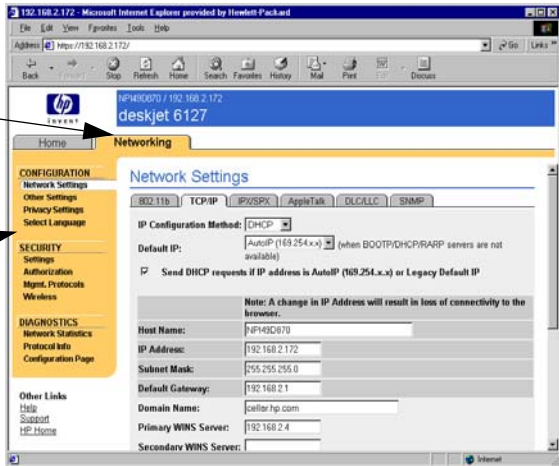 192.168.2.172 - Microsoft Internet Explorer provided by Hewlett-Packard
File Edit View Favorites Tools Help
Address https://192.168.2.172/ Go Links »
Back Forward Stop Refresh Home Search Favorites History Mail Print Edit Discuss
hp
invent
NPI49D870 / 192.168.2.172
deskjet 6127
Home Networking
CONFIGURATION
Network Settings
Other Settings
Privacy Settings
Select Language
SECURITY
Settings
Authorization
Mgmt. Protocols
Wireless
DIAGNOSTICS
Network Statistics
Protocol Info
Configuration Page
Other Links
Help
Support
HP Home
Network Settings
802.11b TCP/IP IPX/SPX AppleTalk DLC/LLC SNMP
IP Configuration Method: DHCP
Default IP: AutoIP (169.254.x.x) (when BOOTP/DHCP/RARP servers are not
available)
Send DHCP requests if IP address is AutoIP (169.254.x.x) or Legacy Default IP
Note: A change in IP Address will result in loss of connectivity to the
browser.
Host Name: NPI49D870
IP Address: 192.168.2.172
Subnet Mask: 255.255.255.0
Default Gateway: 192.168.2.1
Domain Name: cellar.hp.com
Primary WINS Server: 192.168.2.4
Secondary WINS Server:
Internet